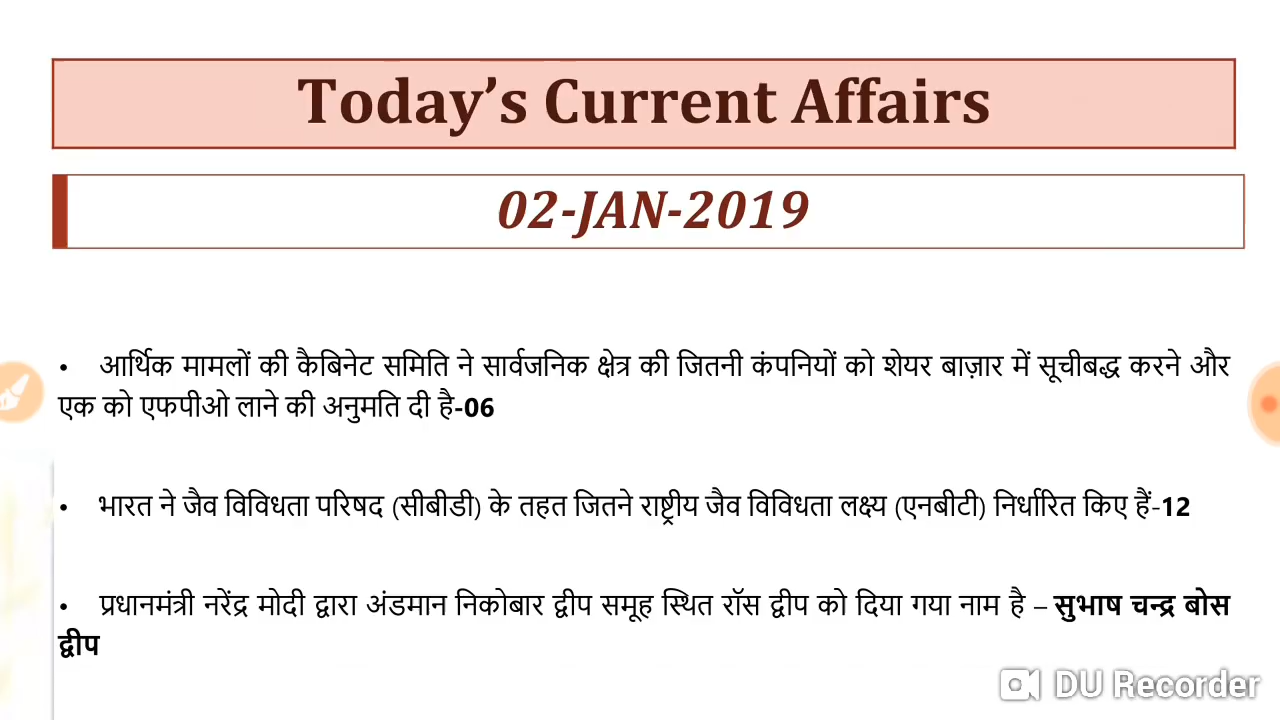 Today’s Current Affairs
02-JAN-2019
• आर्थिक मामलों की कैबिनेट समिति ने सार्वजनिक क्षेत्र की जितनी कंपनियों को शेयर बाज़ार में सूचीबद्ध करने और
एक को एफपीओ लाने की अनुमति दी है-06
• भारत ने जैव विविधता परिषद (सीबीडी) के तहत जितने राष्ट्रीय जैव विविधता लक्ष्य (एनबीटी) निर्धारित किए हैं-12
• प्रधानमंत्री नरेंद्र मोदी द्वारा अंडमान निकोबार द्वीप समूह स्थित रॉस द्वीप को दिया गया नाम है – सुभाष चन्द्र बोस
द्वीप
DU Recorder